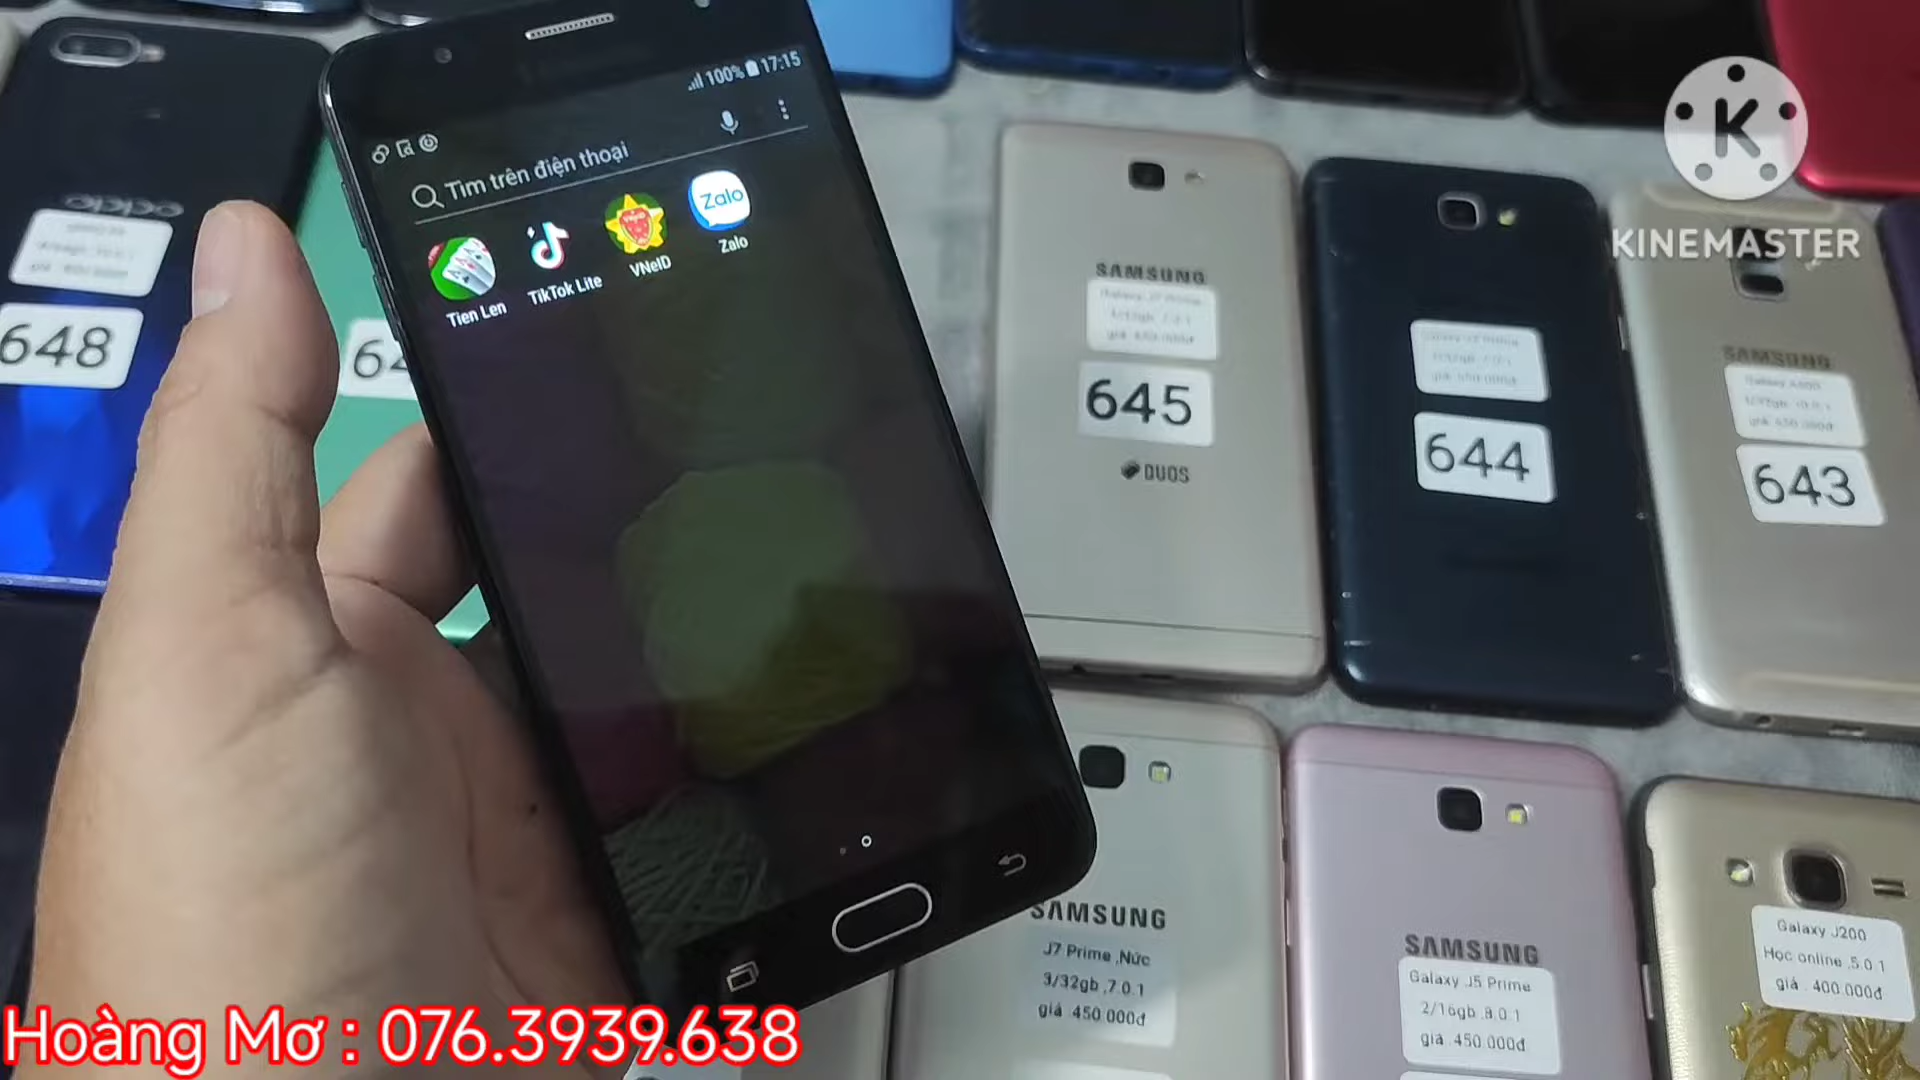 100% 17:15
Tìm trên điện thoại
Tien Len
TikTok Lite
VNeID
Zalo
Zalo
oppo
648
64
SAMSUNG
645
DUOS
644
SAMSUNG
643
K
KINEMASTER
SAMSUNG
J7 Prime ,Nức
3/32gb ,7.0.1
giá 450.000đ
SAMSUNG
Galaxy J5 Prime
2/16gb ,8.0.1
giá .450.000đ
Galaxy J200
Học online ,5.0.1
giá . 400.000đ
Hoàng Mơ : 076.3939.638